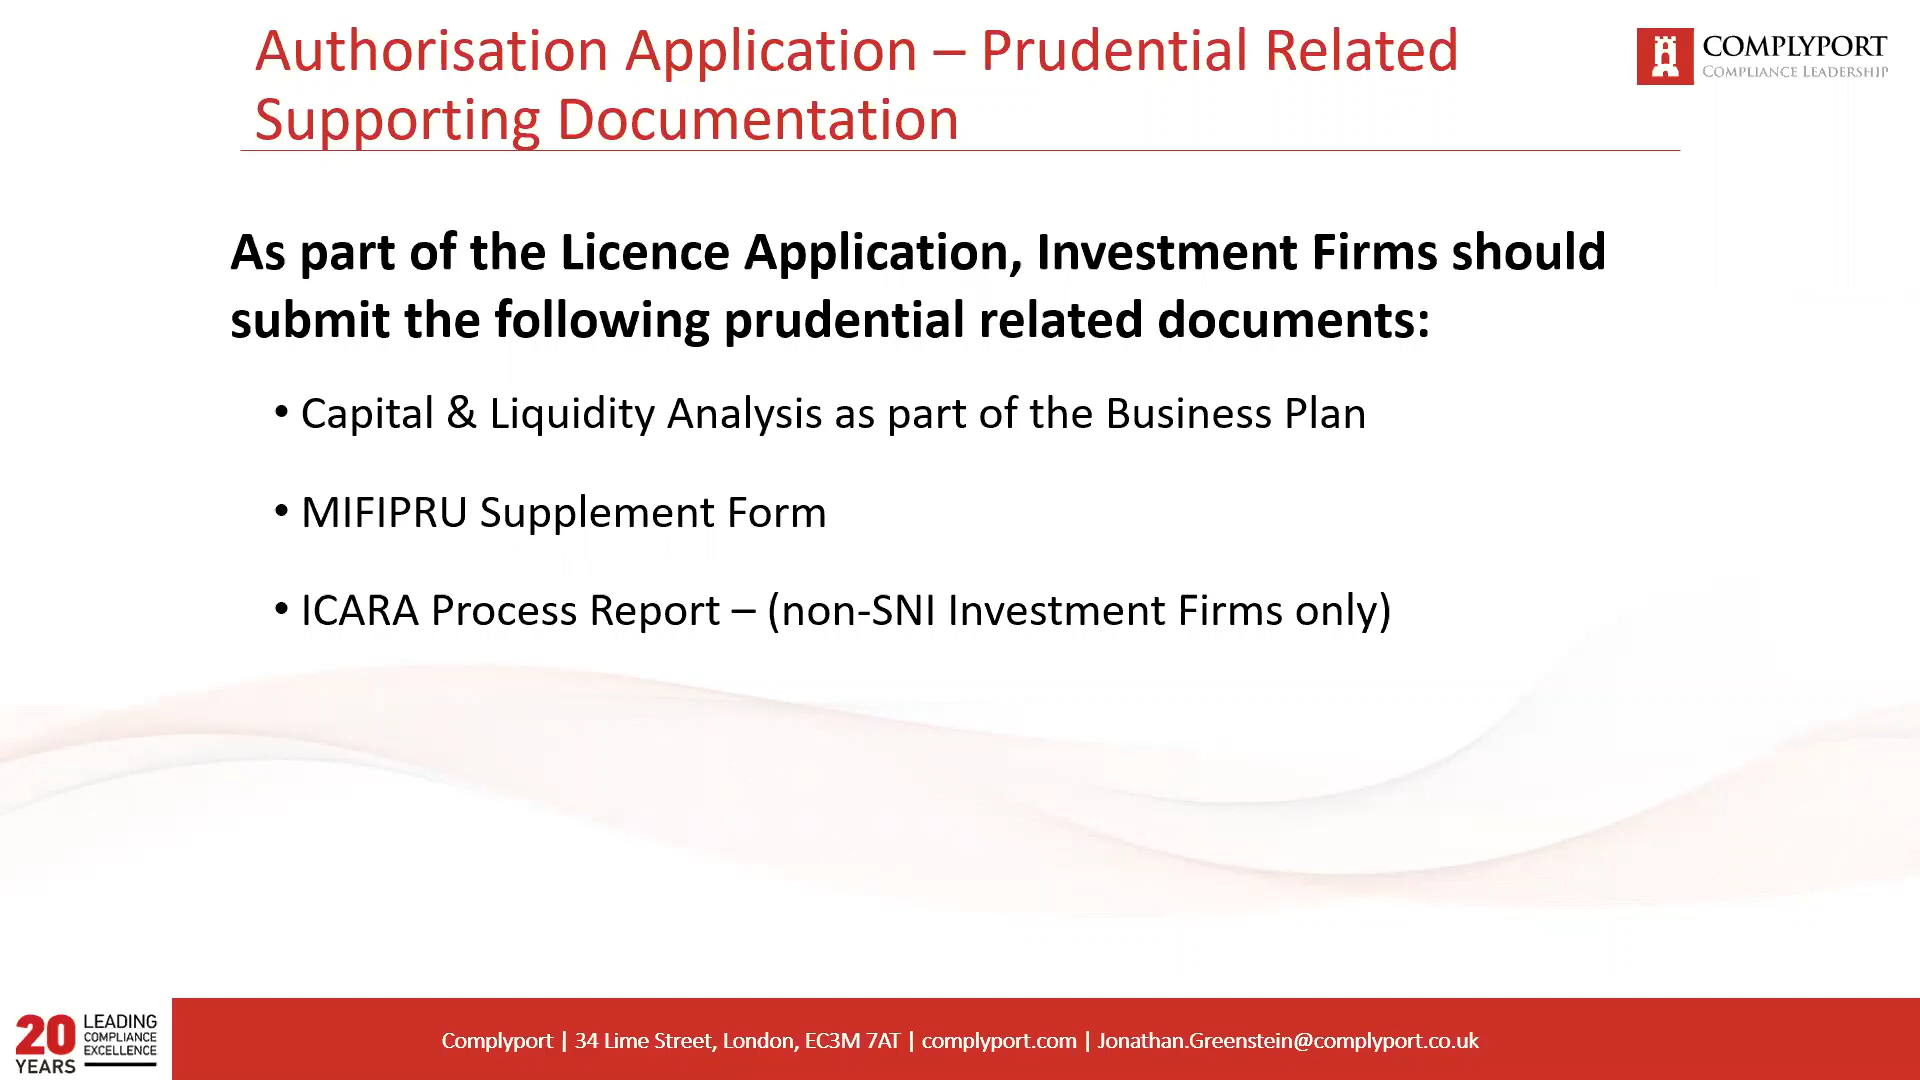 Authorisation Application – Prudential Related
Supporting Documentation
COMPLYPORT
COMPLIANCE LEADERSHIP
As part of the Licence Application, Investment Firms should
submit the following prudential related documents:
• Capital & Liquidity Analysis as part of the Business Plan
• MIFIPRU Supplement Form
• ICARA Process Report – (non-SNI Investment Firms only)
20 YEARS
LEADING
COMPLIANCE
EXCELLENCE
Complyport | 34 Lime Street, London, EC3M 7AT | complyport.com | Jonathan.Greenstein@complyport.co.uk